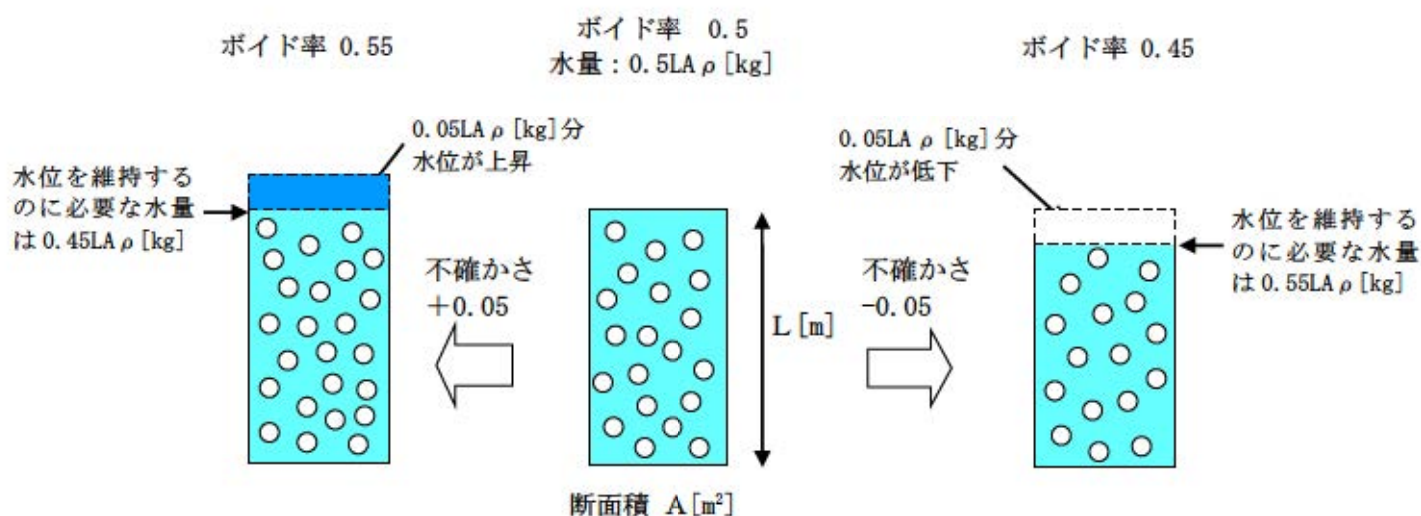 ボイド率 0.55
ボイド率 0.5
水量：0.5LAρ[kg]
ボイド率 0.45
0.05LAρ[kg]分
水位が上昇
水位を維持する
のに必要な水量
は0.45LAρ[kg]
不確かさ
+0.05
L[m]
不確かさ
-0.05
0.05LAρ[kg]分
水位が低下
水位を維持する
のに必要な水量
は0.55LAρ[kg]
断面積 A[m²]